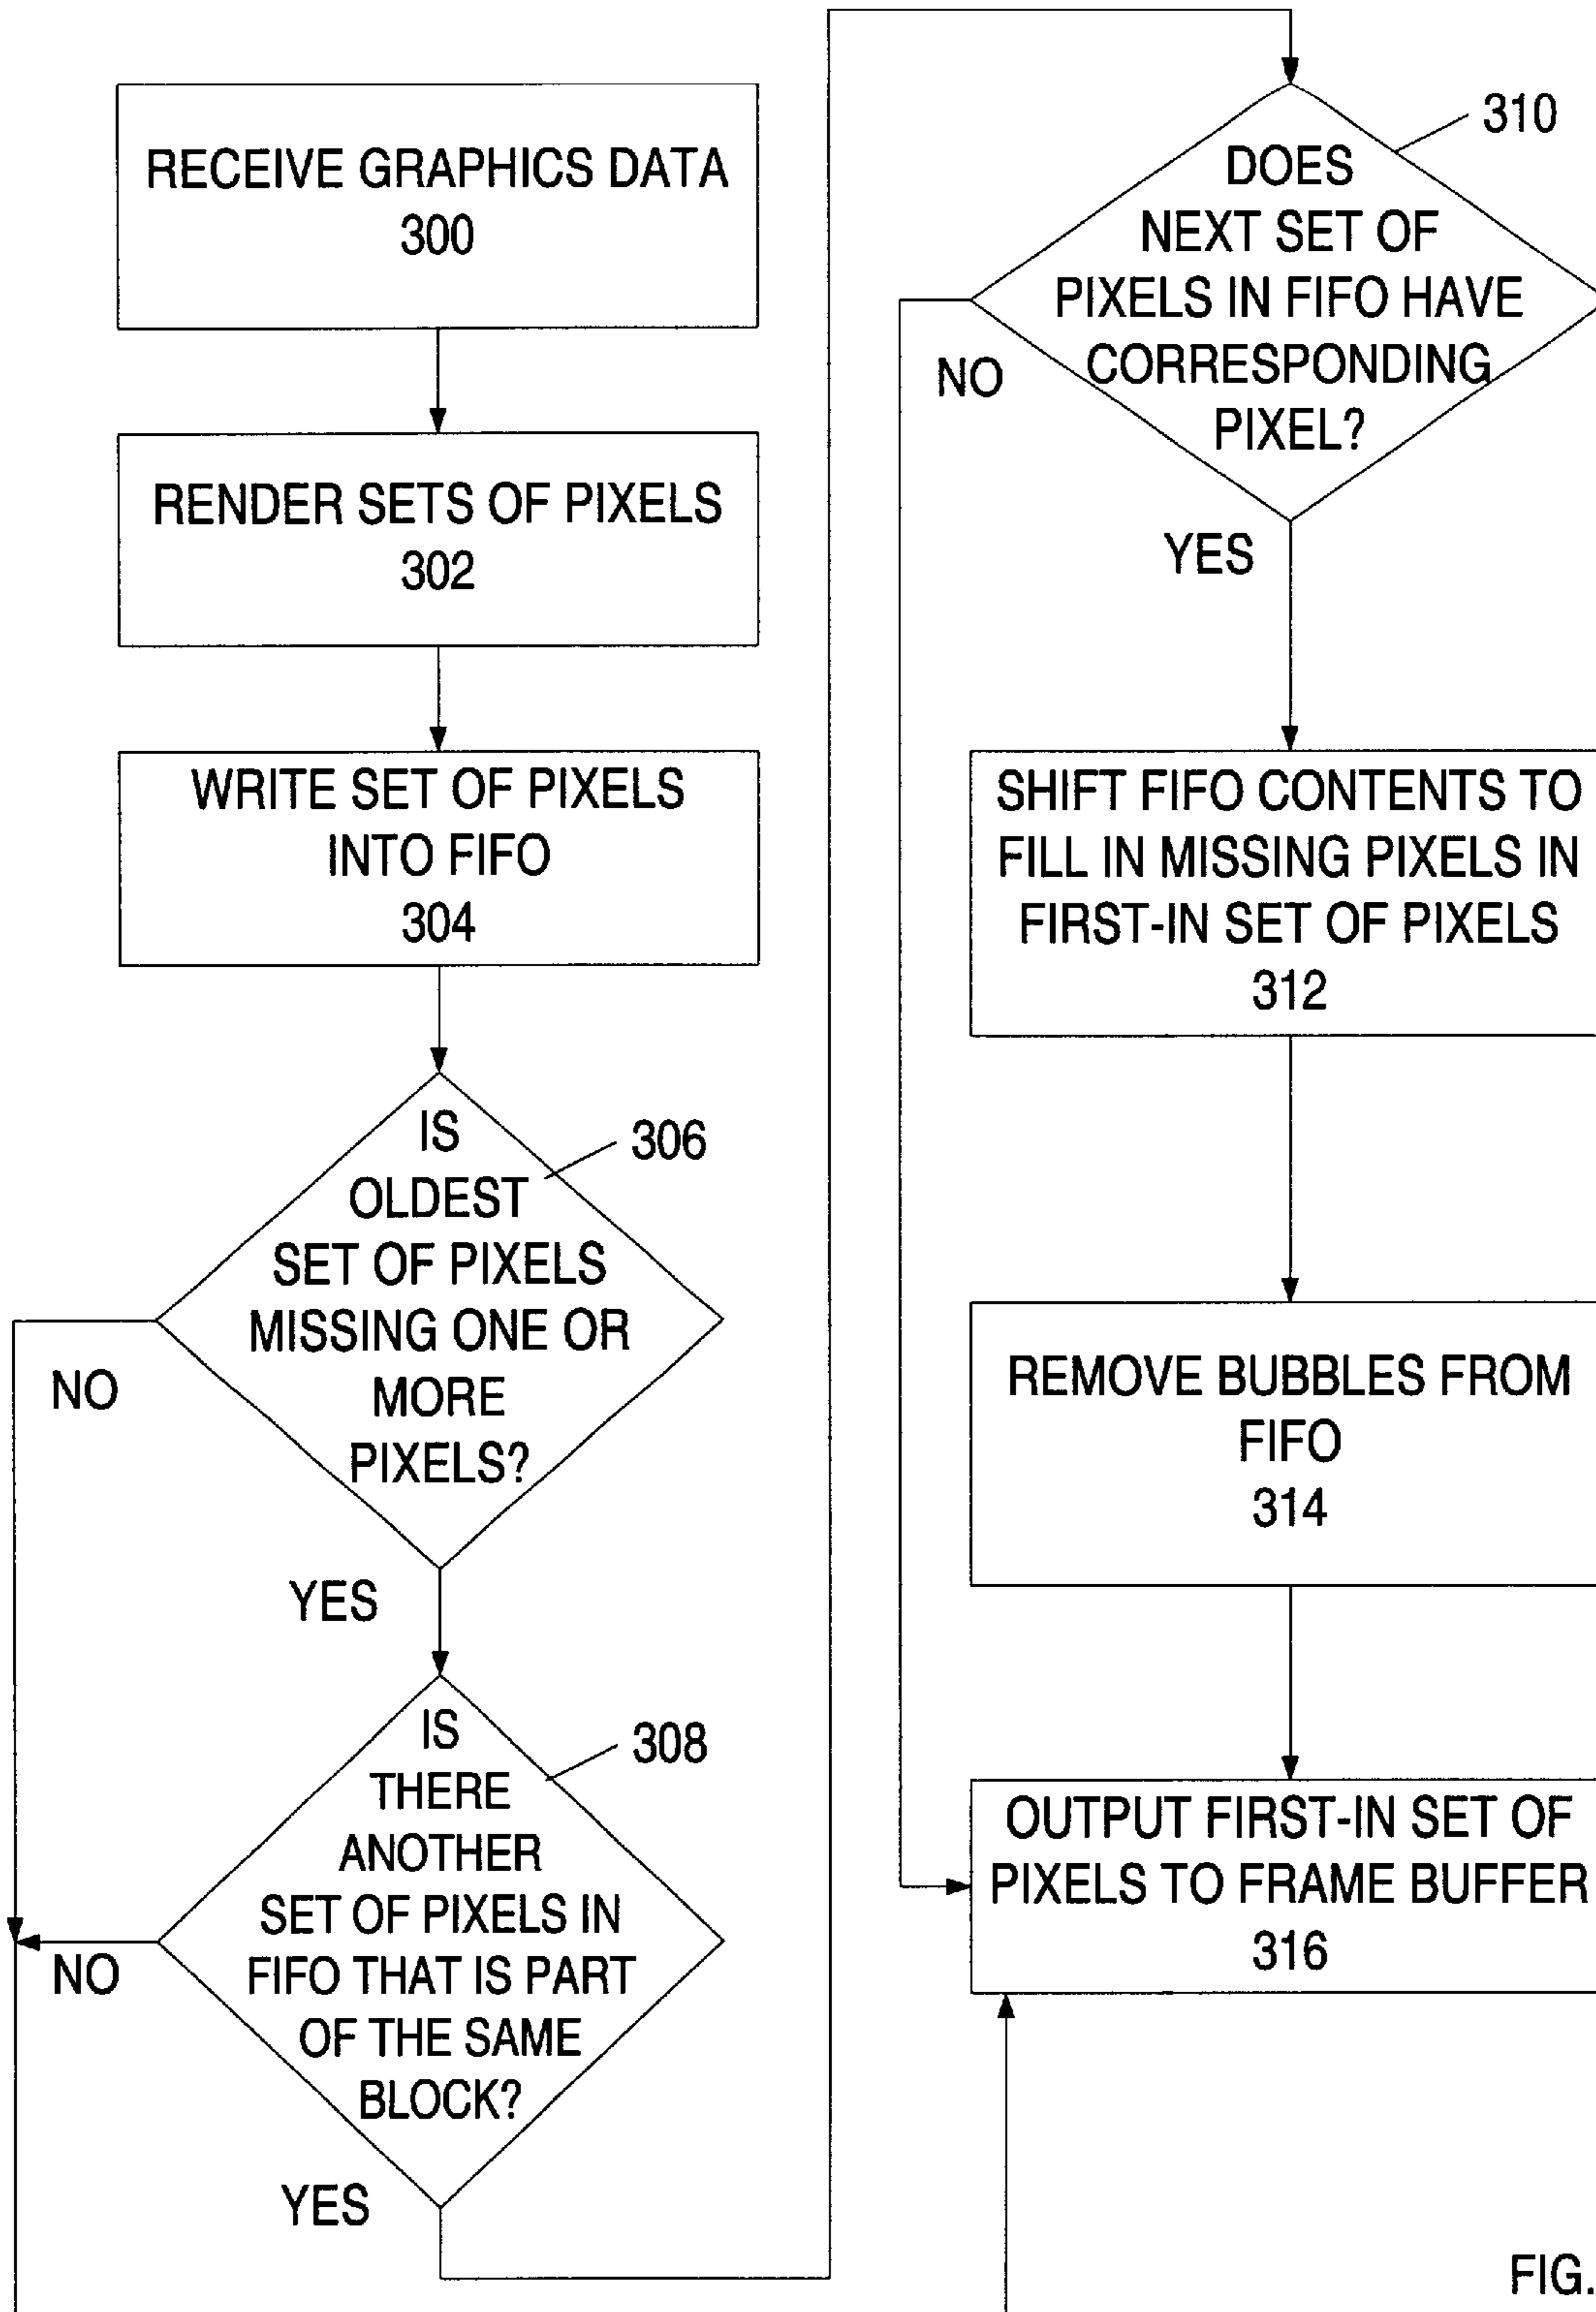 RECEIVE GRAPHICS DATA
300
RENDER SETS OF PIXELS
302
WRITE SET OF PIXELS
INTO FIFO
304
IS
OLDEST
SET OF PIXELS
MISSING ONE OR
MORE
PIXELS?
306
NO
YES
IS
THERE
ANOTHER
SET OF PIXELS IN
FIFO THAT IS PART
OF THE SAME
BLOCK?
308
NO
YES
DOES
NEXT SET OF
PIXELS IN FIFO HAVE
CORRESPONDING
PIXEL?
310
NO
YES
SHIFT FIFO CONTENTS TO
FILL IN MISSING PIXELS IN
FIRST-IN SET OF PIXELS
312
REMOVE BUBBLES FROM
FIFO
314
OUTPUT FIRST-IN SET OF
PIXELS TO FRAME BUFFER
316
FIG.